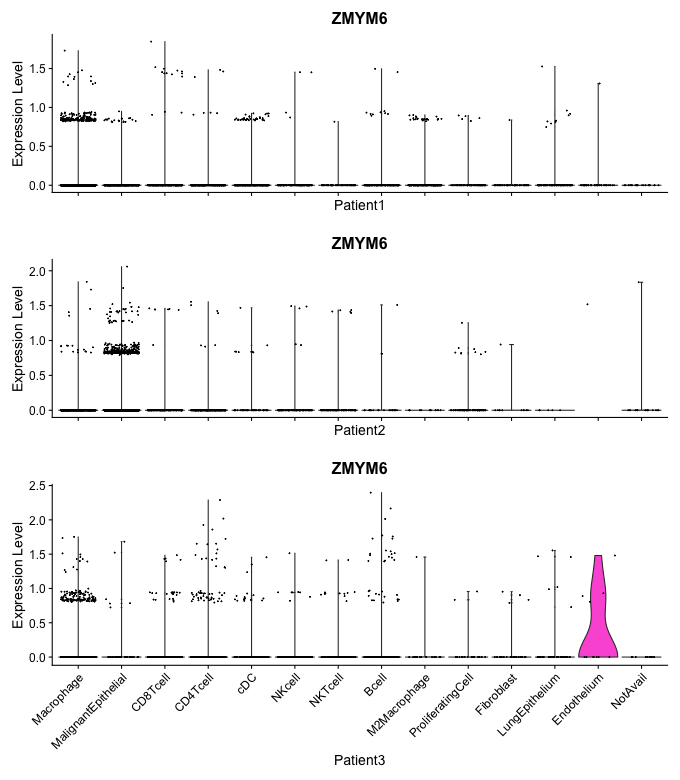 ZMYM6
Expression Level
1.5
1.0
0.5
0.0
Patient1
ZMYM6
Expression Level
2.0
1.5
1.0
0.5
0.0
Patient2
ZMYM6
Expression Level
2.5
2.0
1.5
1.0
0.5
0.0
Macrophage
MalignantEpithelial
CD8Tcell
CD4Tcell
cDC
NKcell
NKTcell
Bcell
M2Macrophage
ProliferatingCell
Fibroblast
LungEpithelium
Endothelium
NotAvail
Patient3